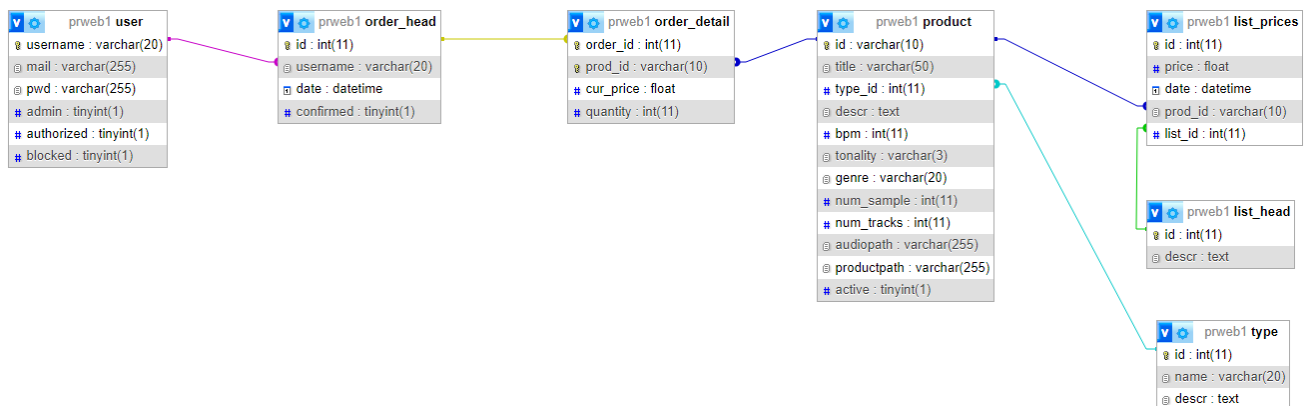 prweb1 user
username : varchar(20)
mail : varchar(255)
pwd : varchar(255)
admin : tinyint(1)
authorized : tinyint(1)
blocked : tinyint(1)
prweb1 order_head
id : int(11)
username : varchar(20)
date : datetime
confirmed : tinyint(1)
prweb1 order_detail
order_id : int(11)
prod_id : varchar(10)
cur_price : float
quantity : int(11)
prweb1 product
id : varchar(10)
title : varchar(50)
type_id : int(11)
descr : text
bpm : int(11)
tonality : varchar(3)
genre : varchar(20)
num_sample : int(11)
num_tracks : int(11)
audiopath : varchar(255)
productpath : varchar(255)
active : tinyint(1)
prweb1 list_prices
id : int(11)
price : float
date : datetime
prod_id : varchar(10)
list_id : int(11)
prweb1 list_head
id : int(11)
descr : text
prweb1 type
id : int(11)
name : varchar(20)
descr : text